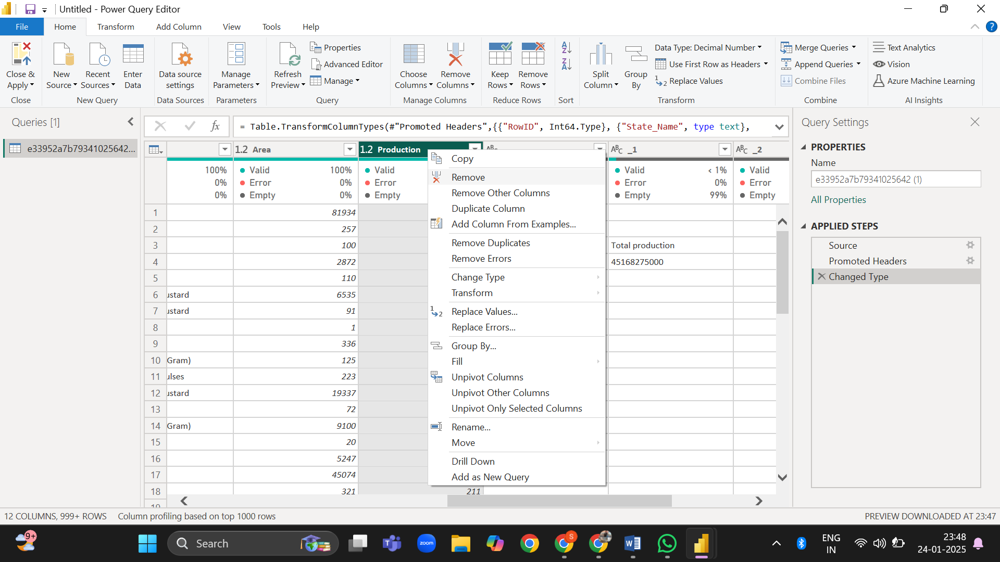 Untitled - Power Query Editor
File Home Transform Add Column View Tools Help
Close & Apply
New Source
Recent Sources
Enter Data
Data source settings
Manage Parameters
Refresh Preview
Properties
Advanced Editor
Manage
Choose Columns
Remove Columns
Keep Rows
Remove Rows
Split Column
Group By
Data Type: Decimal Number
Use First Row as Headers
Replace Values
Merge Queries
Append Queries
Combine Files
Text Analytics
Vision
Azure Machine Learning
Close New Query Data Sources Parameters Query Manage Columns Reduce Rows Sort Transform Combine AI Insights
Queries [1]
e33952a7b79341025642...
fx = Table.TransformColumnTypes(#"Promoted Headers",{{"RowID", Int64.Type}, {"State_Name", type text},
1.2 Area 1.2 Production ABC ABC _1 ABC _2
100% Valid 100% Valid Valid < 1% Valid
0% Error 0% Error Error 0% Error
0% Empty 0% Empty Empty 99% Empty
1 81934
2 257
3 100 Total production
4 2872 45168275000
5 110
6 ustard 6535
7 ustard 91
8 1
9 336
10 Gram) 125
11 ulses 223
12 ustard 19337
13 72
14 Gram) 9100
15 20
16 5247
17 45074
18 321 211
19
Copy
Remove
Remove Other Columns
Duplicate Column
Add Column From Examples...
Remove Duplicates
Remove Errors
Change Type
Transform
Replace Values...
Replace Errors...
Group By...
Fill
Unpivot Columns
Unpivot Other Columns
Unpivot Only Selected Columns
Rename...
Move
Drill Down
Add as New Query
Query Settings
PROPERTIES
Name
e33952a7b79341025642 (1)
All Properties
APPLIED STEPS
Source
Promoted Headers
Changed Type
12 COLUMNS, 999+ ROWS Column profiling based on top 1000 rows PREVIEW DOWNLOADED AT 23:47
9+
Search
zoom
S
ENG
IN
23:48
24-01-2025